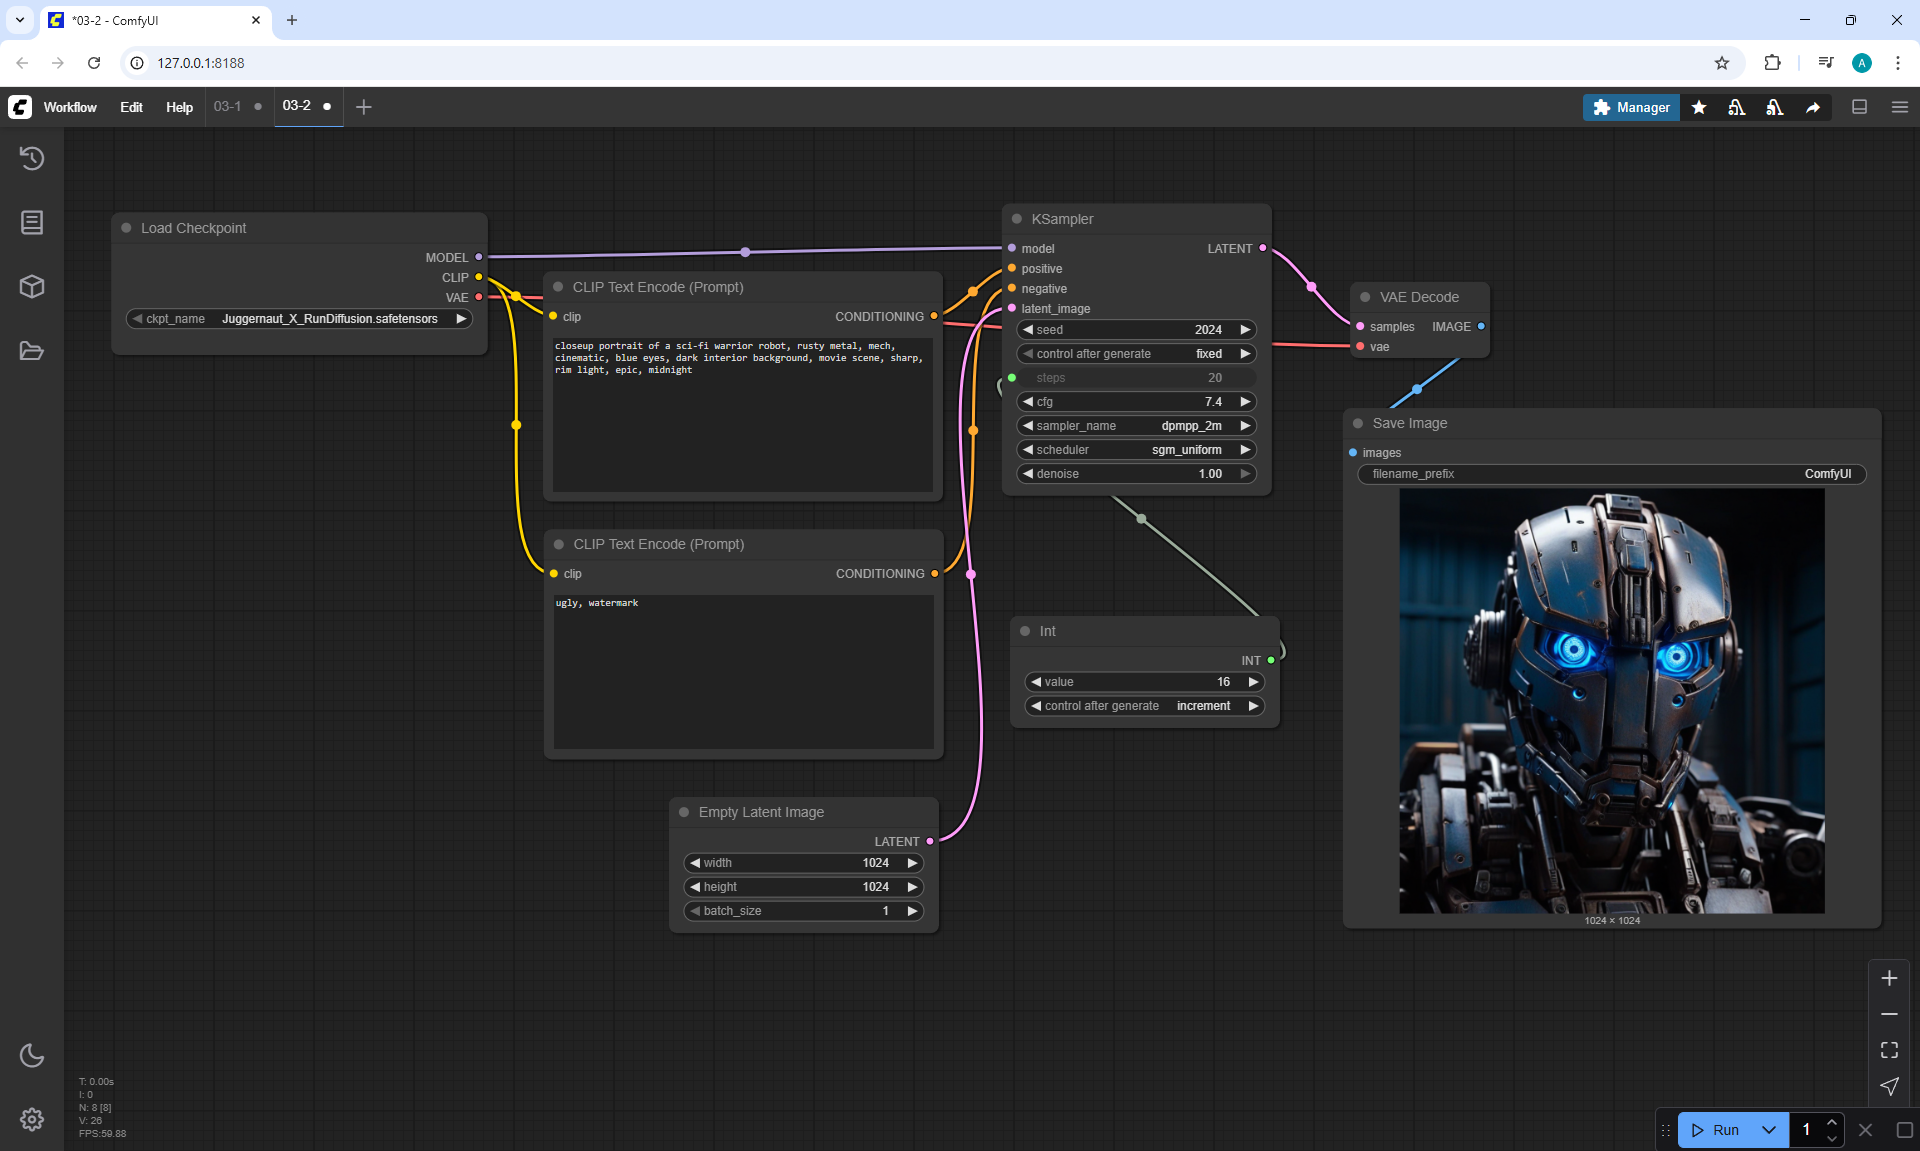 *03-2 - ComfyUI
127.0.0.1:8188
A
Workflow Edit Help 03-1 03-2
Manager
Load Checkpoint
MODEL
CLIP
VAE
ckpt_name Juggernaut_X_RunDiffusion.safetensors
CLIP Text Encode (Prompt)
clip CONDITIONING
closeup portrait of a sci-fi warrior robot, rusty metal, mech,
cinematic, blue eyes, dark interior background, movie scene, sharp,
rim light, epic, midnight
CLIP Text Encode (Prompt)
clip CONDITIONING
ugly, watermark
Empty Latent Image
LATENT
width 1024
height 1024
batch_size 1
KSampler
model LATENT
positive
negative
latent_image
seed 2024
control after generate fixed
steps 20
cfg 7.4
sampler_name dpmpp_2m
scheduler sgm_uniform
denoise 1.00
Int
INT
value 16
control after generate increment
VAE Decode
samples IMAGE
vae
Save Image
images
filename_prefix ComfyUI
1024 × 1024
T: 0.00s
I: 0
N: 8 [8]
V: 26
FPS:59.88
Run 1